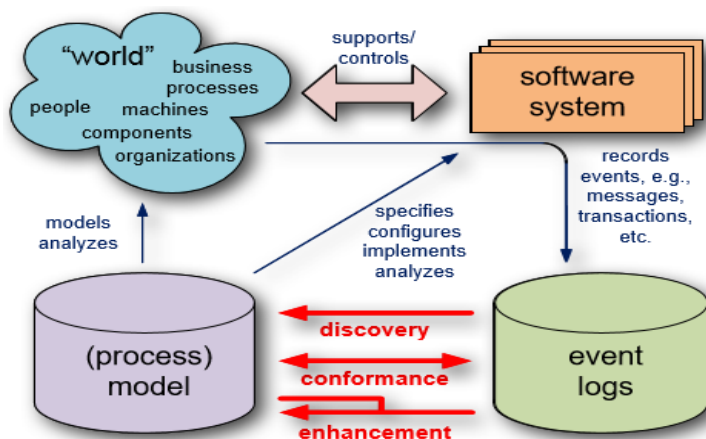 “world”
business
processes
people
machines
components
organizations
supports/
controls
software
system
records
events, e.g.,
messages,
transactions,
etc.
models
analyzes
specifies
configures
implements
analyzes
(process)
model
discovery
conformance
enhancement
event
logs